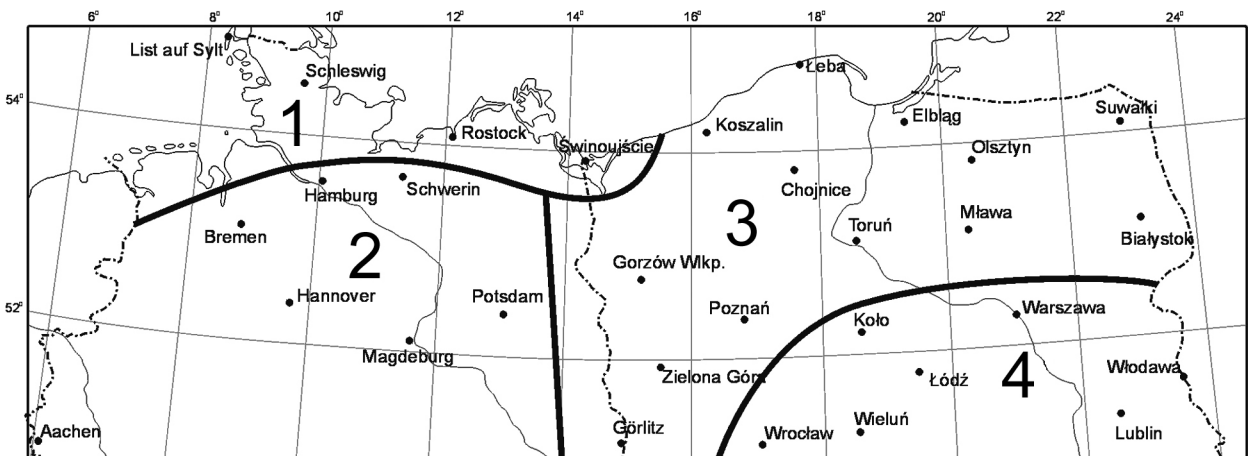 6° 8° 10° 12° 14° 16° 18° 20° 22° 24°
List auf Sylt
Łeba
Schleswig
54°
1
Suwałki
Elbląg
Koszalin
Rostock
Świnoujście
Olsztyn
Hamburg
Schwerin
Chojnice
Mława
3
Toruń
Bremen
Białystok
2
Gorzów Wlkp.
Hannover
Potsdam
52°
Poznań
Warszawa
Koło
Magdeburg
Zielona Góra
Łódź
4
Włodawa
Aachen
Görlitz
Wrocław
Wieluń
Lublin